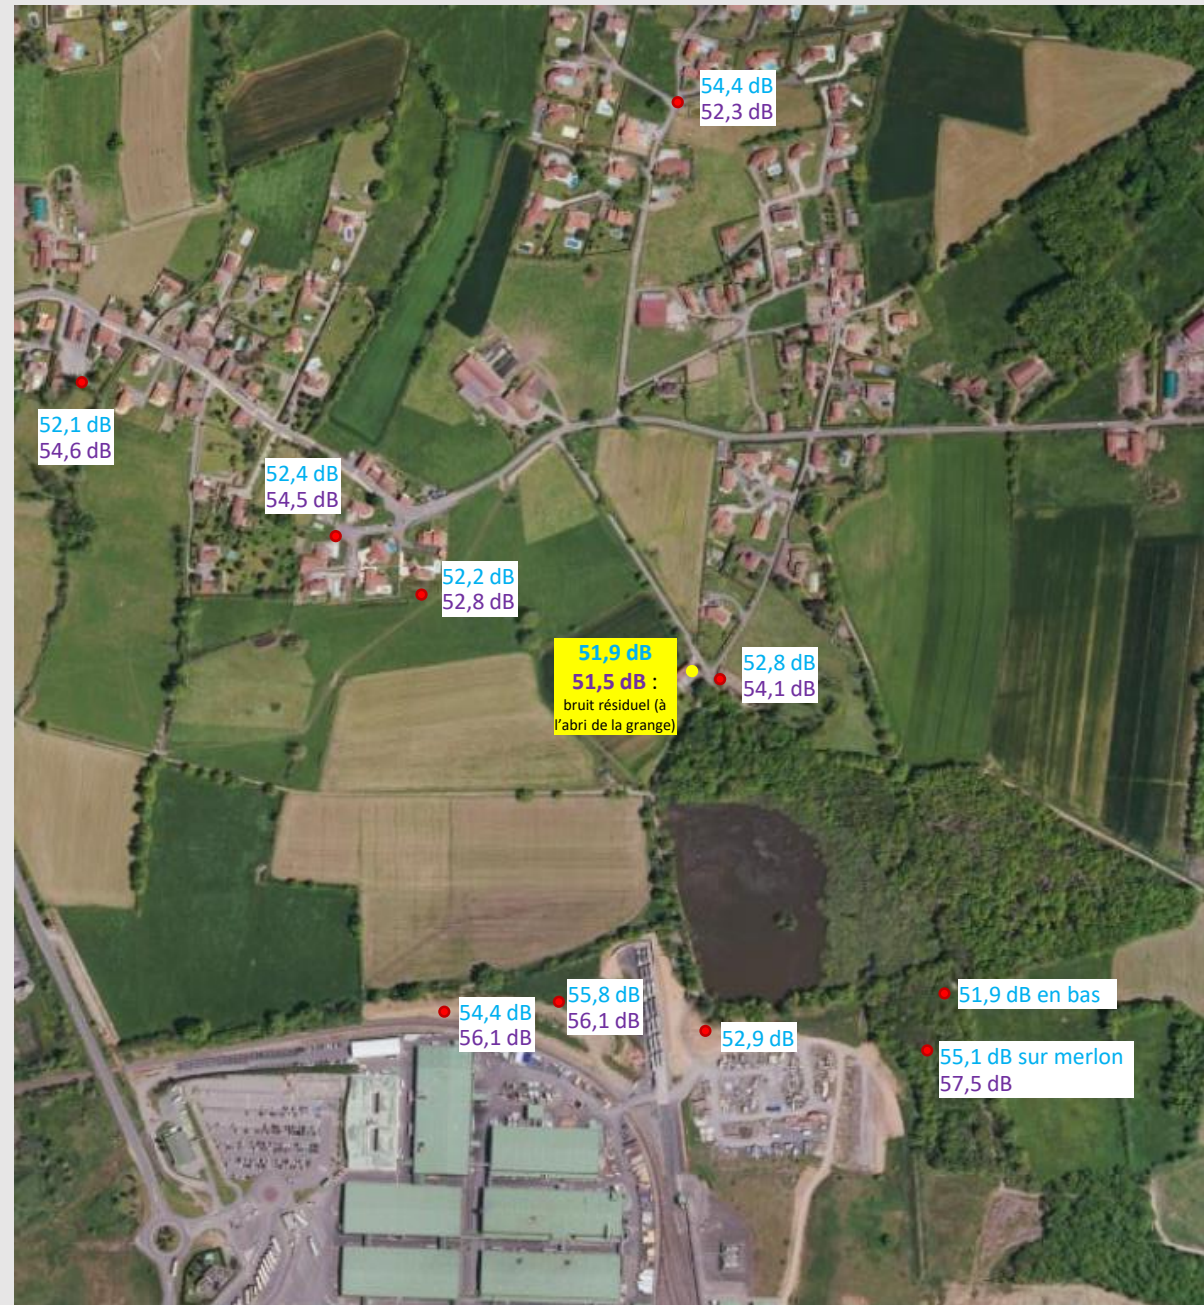 54,4 dB
52,3 dB
52,1 dB
54,6 dB
52,4 dB
54,5 dB
52,2 dB
52,8 dB
51,9 dB
51,5 dB :
bruit résiduel (à
l’abri de la grange)
52,8 dB
54,1 dB
54,4 dB
56,1 dB
55,8 dB
56,1 dB
52,9 dB
51,9 dB en bas
55,1 dB sur merlon
57,5 dB